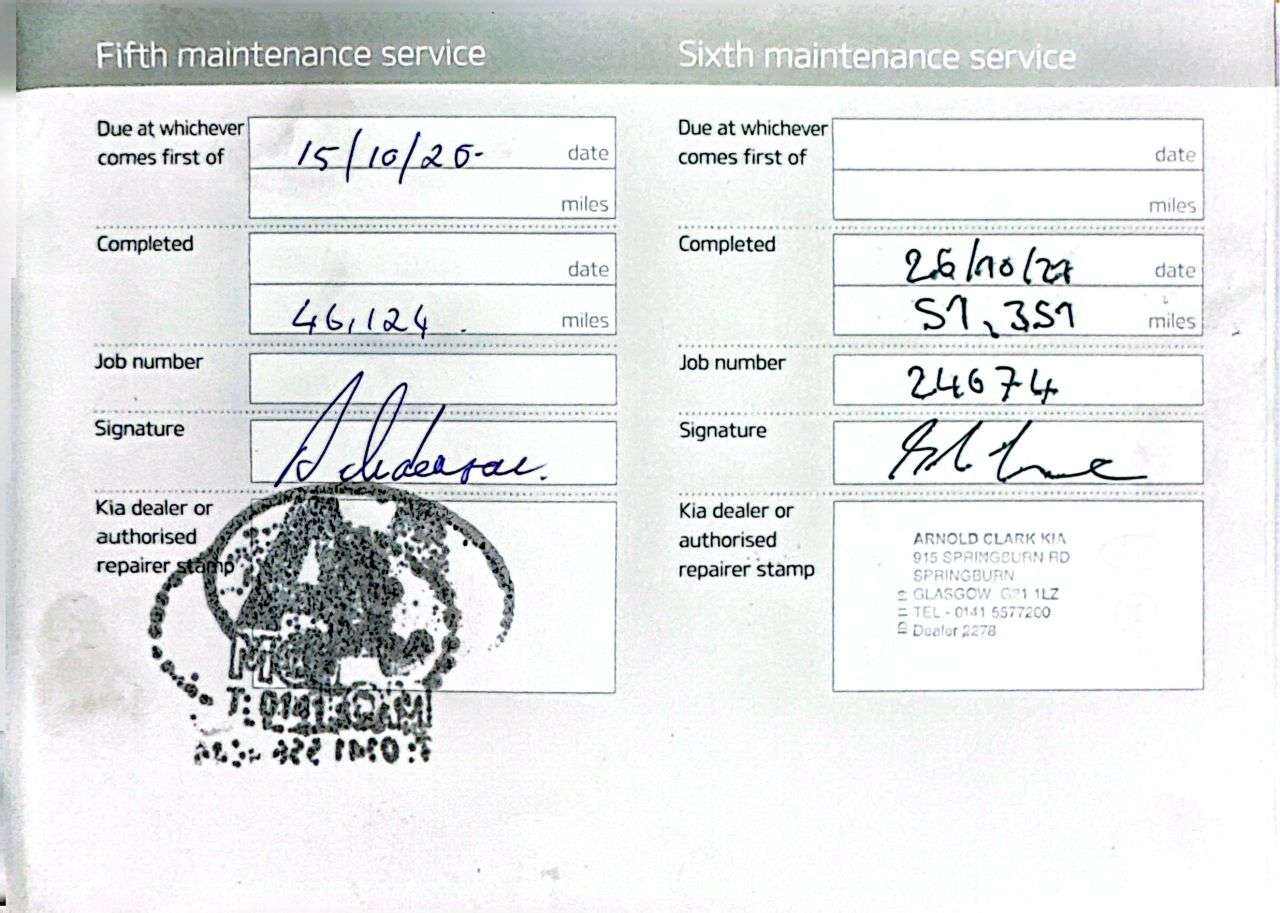 Fifth maintenance service
Due at whichever
comes first of
15/10/20
date
miles
Completed
date
46,124
miles
Job number
Signature
Kia dealer or
authorised
repairer stamp
Sixth maintenance service
Due at whichever
comes first of
date
miles
Completed
26/10/
date
51,351
miles
Job number
24674
Signature
Kia dealer or
authorised
repairer stamp
ARNOLD CLARK KIA
915 SPRINGBURN RD
SPRINGBURN
GLASGOW G21 1LZ
TEL - 0141 5577200
Dealer 2278